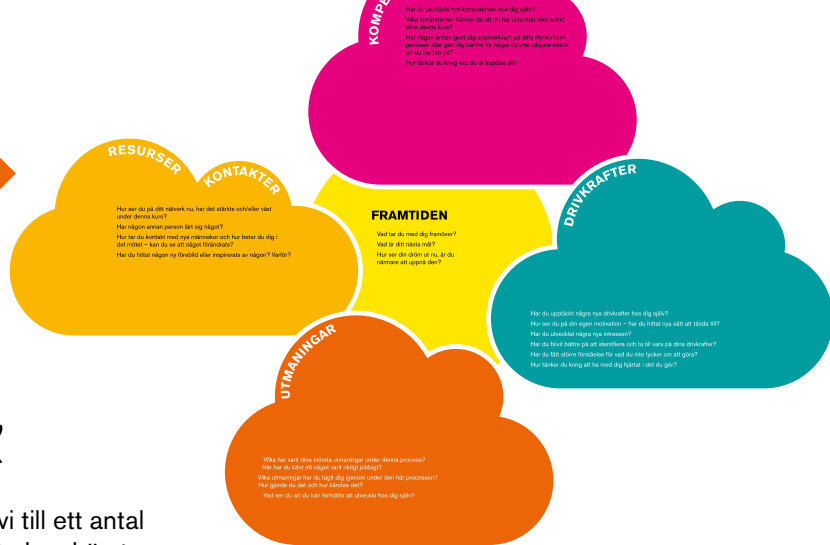 KOMPE
Har du upptäckt nya kompetenser hos dig själv?
Vilka kompetenser känner du att du har utvecklat eller stärkt
efter denna kurs?
Har någon annan gjort dig uppmärksam på dina styrkor/kom-
petenser eller gett dig beröm för något du inte tidigare visste
att du var bra på?
Hur tänker du kring vad du är kapabel till?
RESURSER
KONTAKTER
Hur ser du på ditt nätverk nu, har det stärkts och/eller växt
under denna kurs?
Har någon annan person lärt sig något?
Hur tar du kontakt med nya människor och hur beter du dig i
det mötet – kan du se att något förändrats?
Har du hittat någon ny förebild eller inspirerats av någon? Varför?
FRAMTIDEN
Vad tar du med dig framöver?
Vad är ditt nästa mål?
Hur ser din dröm ut nu, är du
närmare att uppnå den?
DRIVKRAFTER
Har du upptäckt några nya drivkrafter hos dig själv?
Hur ser du på din egen motivation – har du hittat nya sätt att tända till?
Har du utvecklat några nya intressen?
Har du blivit bättre på att identifiera och ta till vara på dina drivkrafter?
Har du fått större förståelse för vad du inte tycker om att göra?
Hur tänker du kring att ha med dig hjärtat i det du gör?
UTMANINGAR
Vilka har varit dina största utmaningar under denna process?
När har du känt att något varit riktigt jobbigt?
Vilka utmaningar har du tagit dig igenom under den här processen?
Hur gjorde du det och hur kändes det?
Vad ser du att du kan fortsätta att utveckla hos dig själv?
vi till ett antal